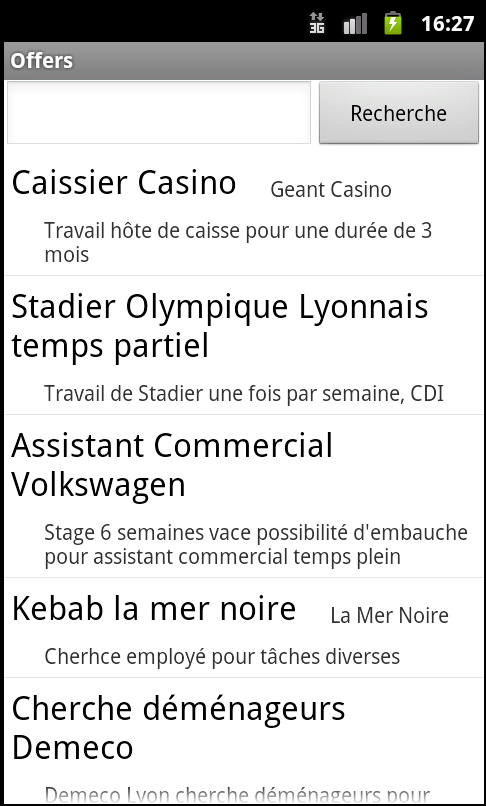 3G 16:27
Offers
Recherche
Caissier Casino Geant Casino
Travail hôte de caisse pour une durée de 3
mois
Stadier Olympique Lyonnais
temps partiel
Travail de Stadier une fois par semaine, CDI
Assistant Commercial
Volkswagen
Stage 6 semaines vace possibilité d'embauche
pour assistant commercial temps plein
Kebab la mer noire La Mer Noire
Cherhce employé pour tâches diverses
Cherche déménageurs
Demeco
Demeco Lyon cherche déménageurs pour